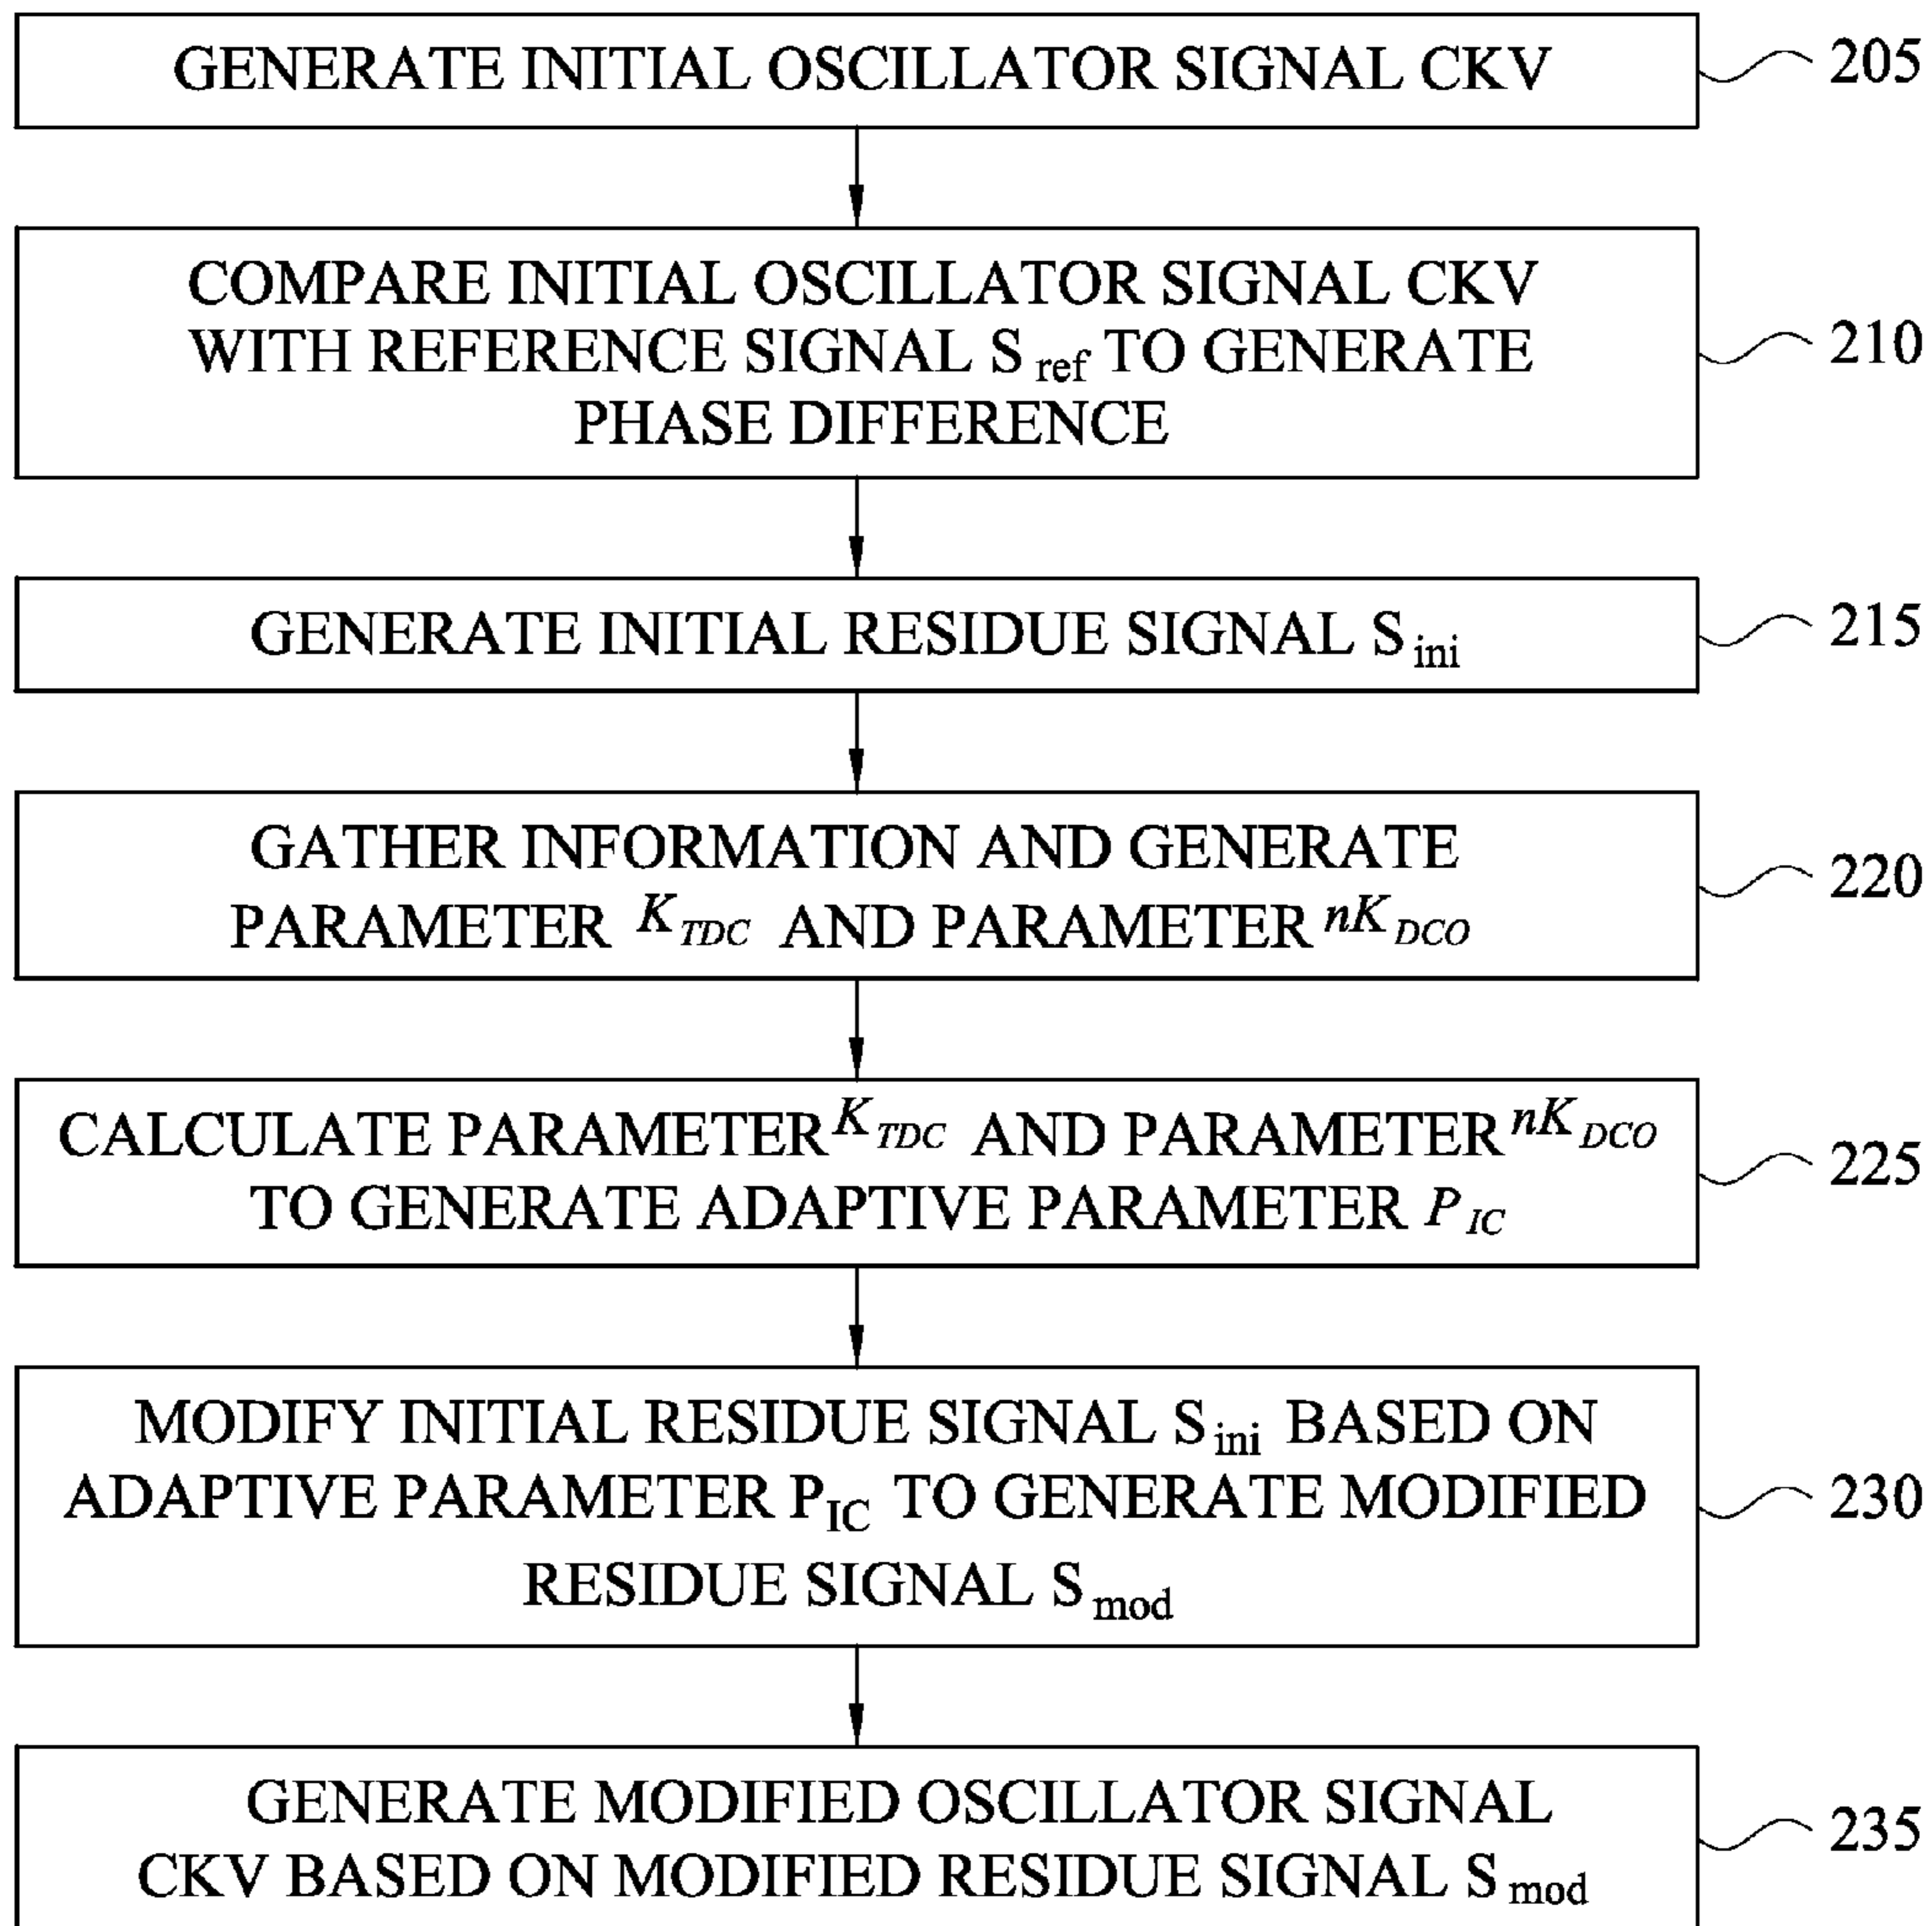 GENERATE INITIAL OSCILLATOR SIGNAL CKV
205
COMPARE INITIAL OSCILLATOR SIGNAL CKV
WITH REFERENCE SIGNAL S ref TO GENERATE
PHASE DIFFERENCE
210
GENERATE INITIAL RESIDUE SIGNAL S ini
215
GATHER INFORMATION AND GENERATE
PARAMETER K TDC AND PARAMETER nK DCO
220
CALCULATE PARAMETER K TDC AND PARAMETER nK DCO
TO GENERATE ADAPTIVE PARAMETER P IC
225
MODIFY INITIAL RESIDUE SIGNAL S ini BASED ON
ADAPTIVE PARAMETER P IC TO GENERATE MODIFIED
RESIDUE SIGNAL S mod
230
GENERATE MODIFIED OSCILLATOR SIGNAL
CKV BASED ON MODIFIED RESIDUE SIGNAL S mod
235